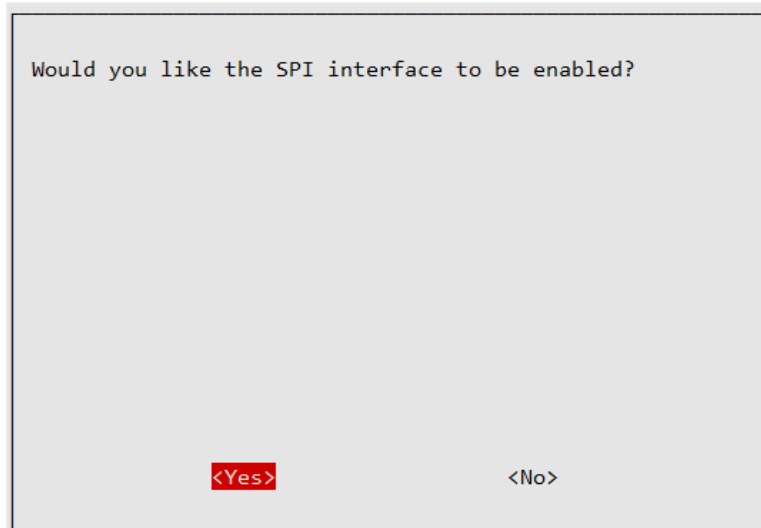 Would you like the SPI interface to be enabled?
<Yes> <No>